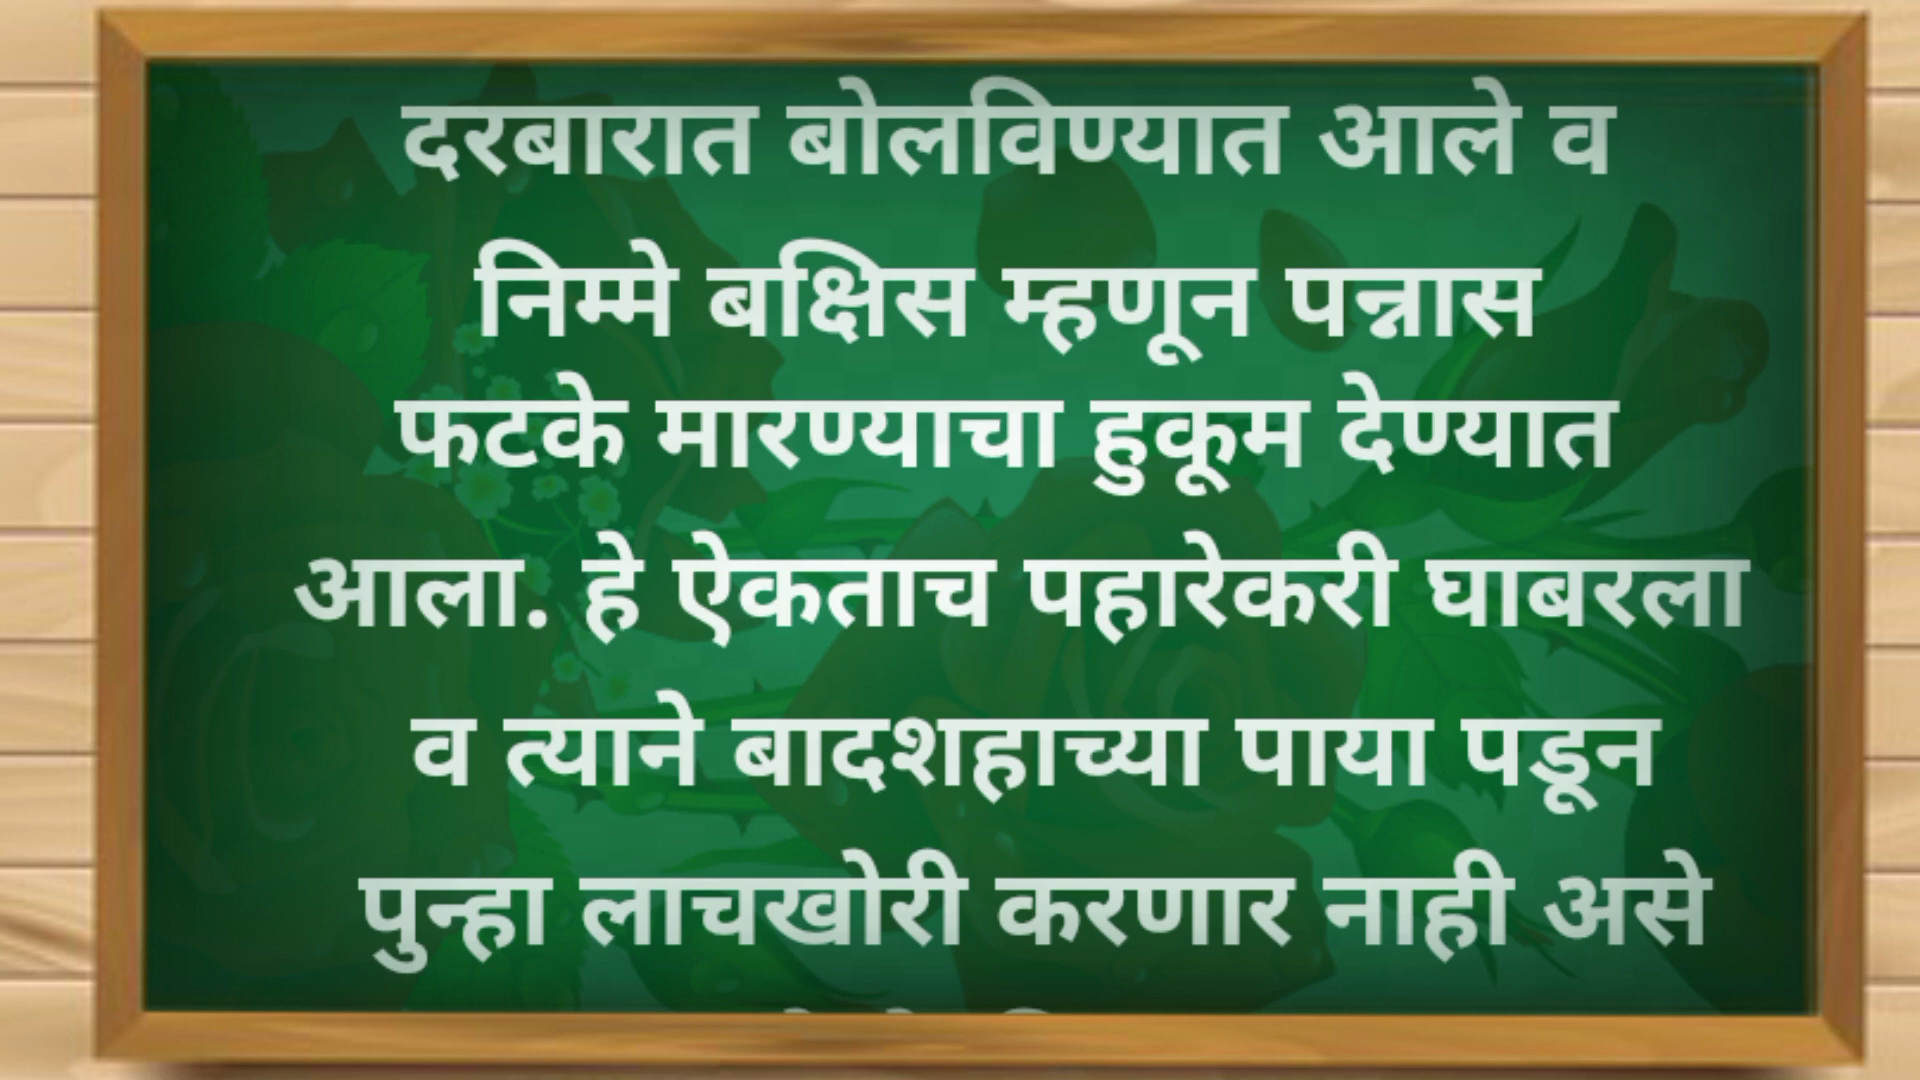 दरबारात बोलविण्यात आले व
निम्मे बक्षिस म्हणून पन्नास
फटके मारण्याचा हुकूम देण्यात
आला. हे ऐकताच पहारेकरी घाबरला
व त्याने बादशहाच्या पाया पडून
पुन्हा लाचखोरी करणार नाही असे